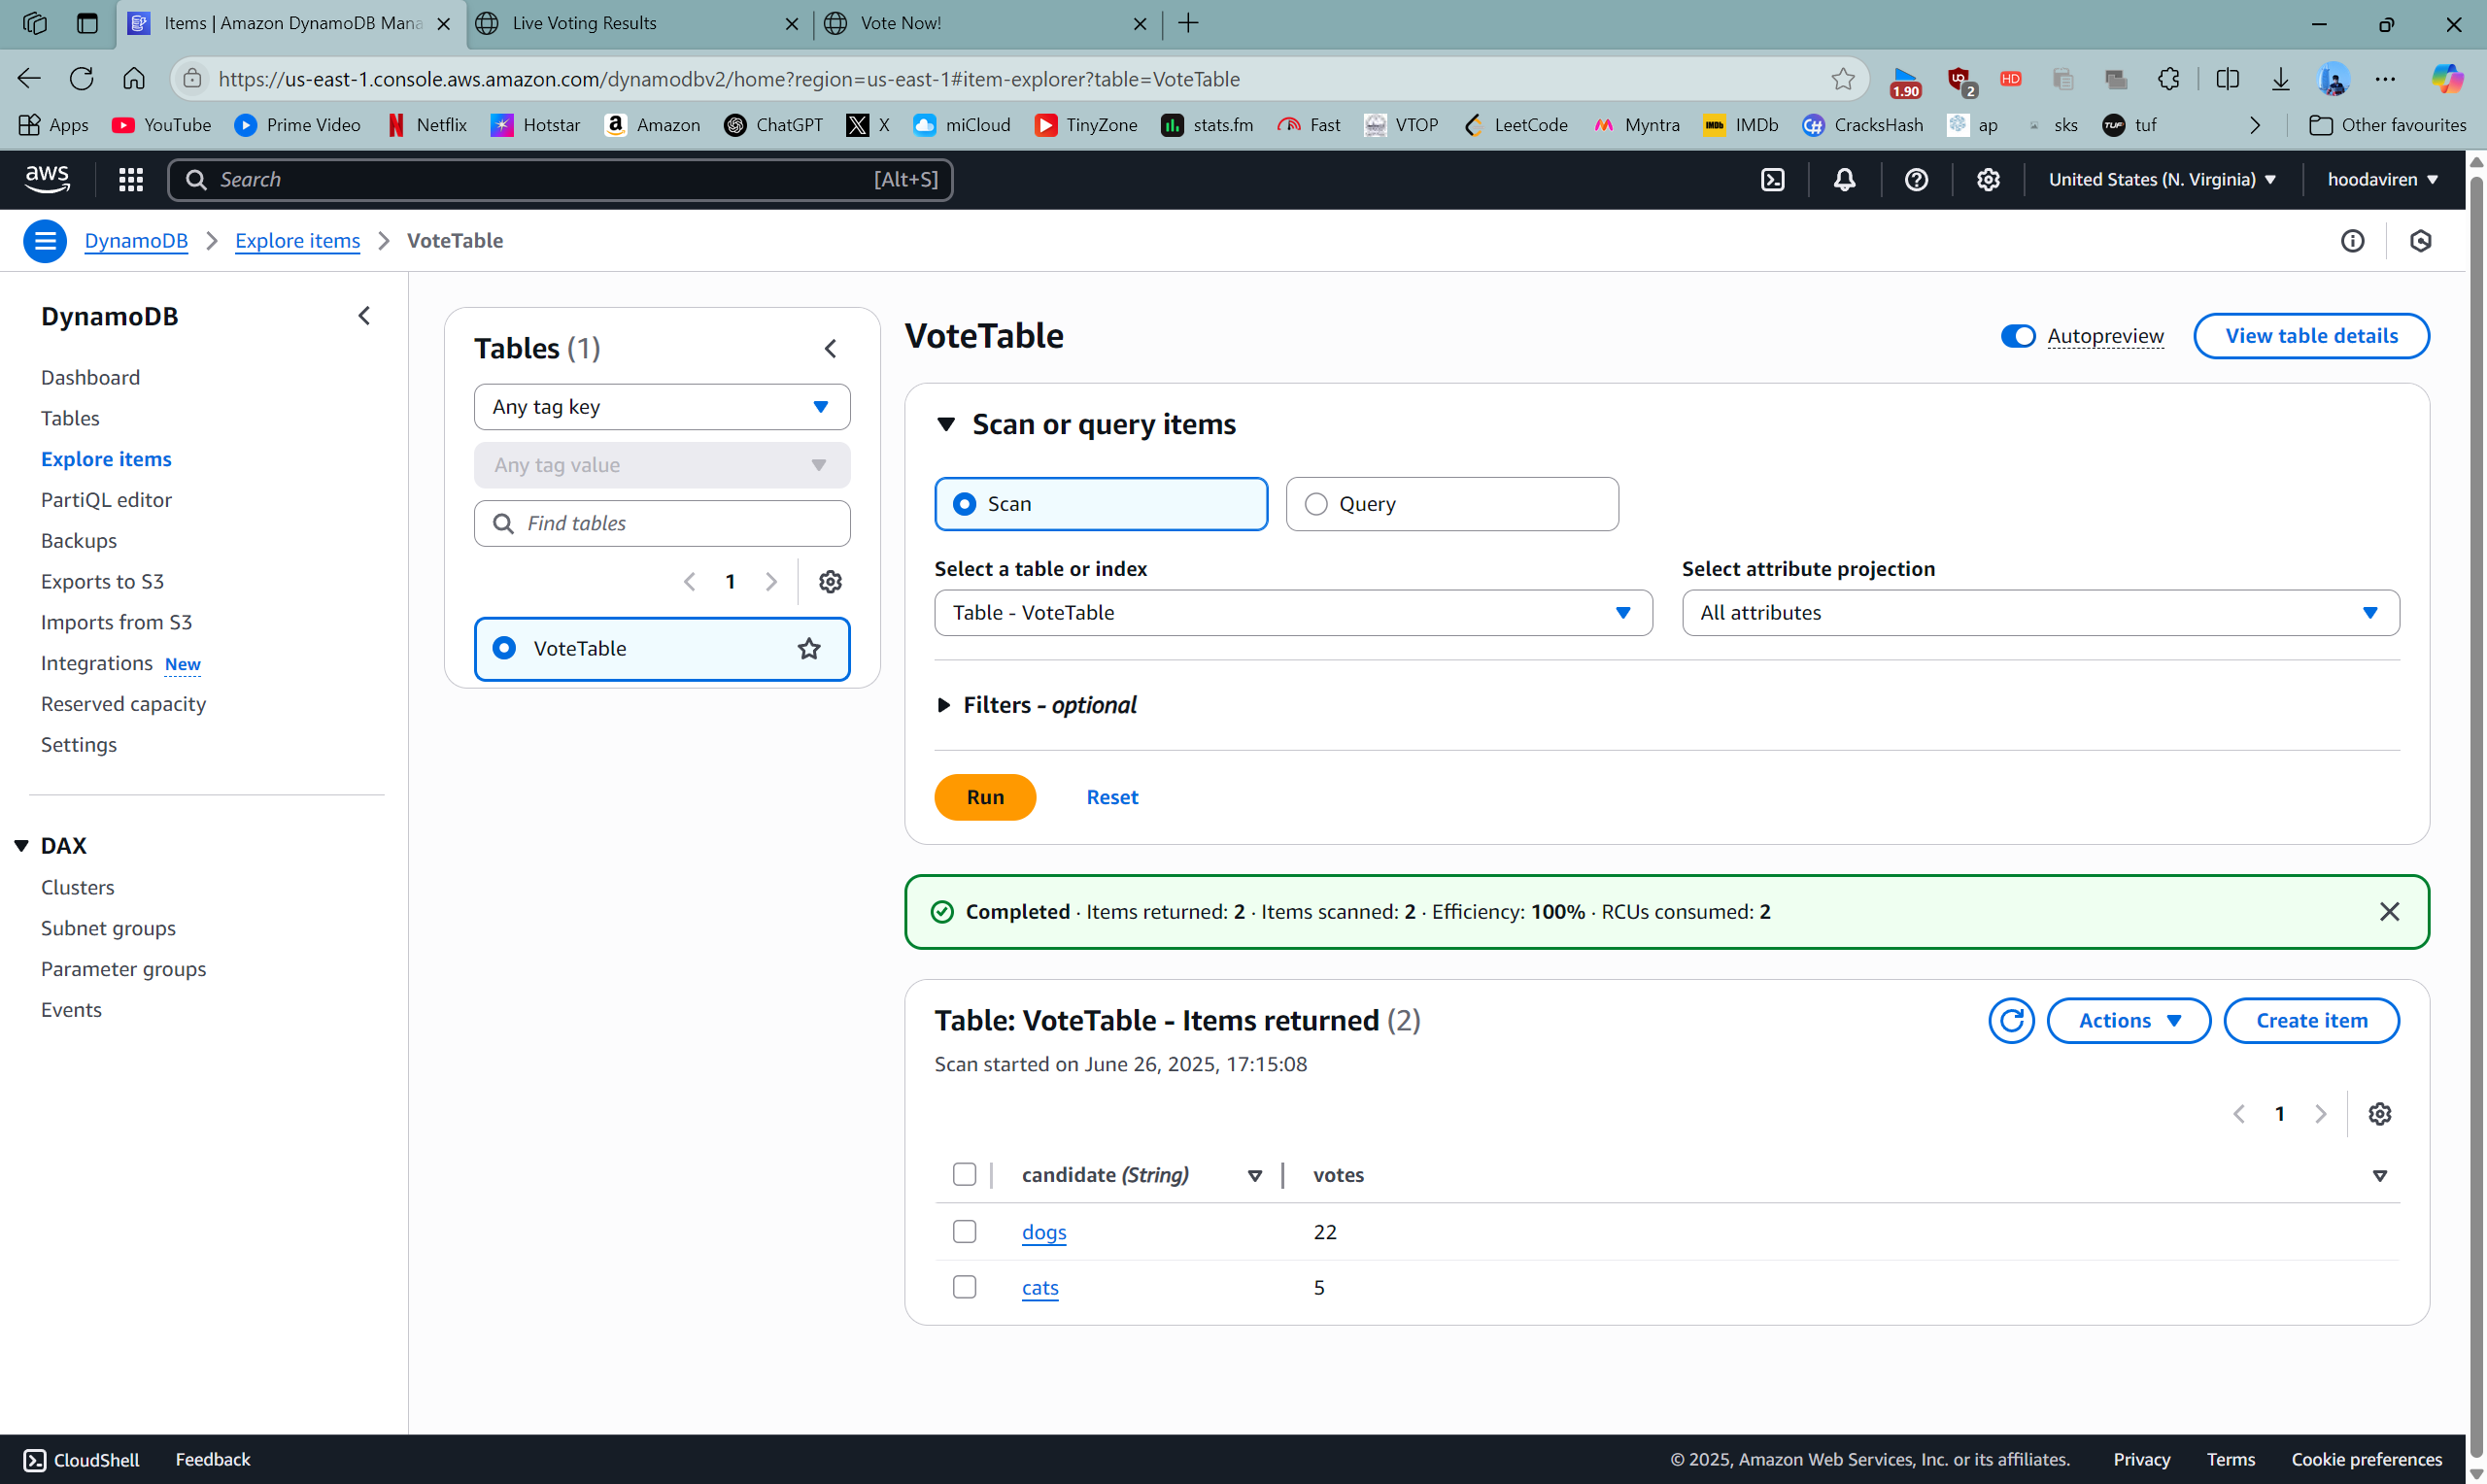 Items | Amazon DynamoDB Mana
Live Voting Results
Vote Now!
https://us-east-1.console.aws.amazon.com/dynamodbv2/home?region=us-east-1#item-explorer?table=VoteTable
1.90
2
HD
Apps
YouTube
Prime Video
Netflix
Hotstar
Amazon
ChatGPT
X
miCloud
TinyZone
stats.fm
Fast
VTOP
LeetCode
Myntra
IMDb
CracksHash
ap
sks
tuf
Other favourites
aws
Search
[Alt+S]
United States (N. Virginia)
hoodaviren
DynamoDB
Explore items
VoteTable
DynamoDB
Dashboard
Tables
Explore items
PartiQL editor
Backups
Exports to S3
Imports from S3
Integrations New
Reserved capacity
Settings
DAX
Clusters
Subnet groups
Parameter groups
Events
Tables (1)
Any tag key
Any tag value
Find tables
1
VoteTable
VoteTable
Autopreview
View table details
Scan or query items
Scan
Query
Select a table or index
Table - VoteTable
Select attribute projection
All attributes
Filters - optional
Run
Reset
Completed · Items returned: 2 · Items scanned: 2 · Efficiency: 100% · RCUs consumed: 2
Table: VoteTable - Items returned (2)
Scan started on June 26, 2025, 17:15:08
Actions
Create item
1
candidate (String)
votes
dogs
22
cats
5
CloudShell
Feedback
© 2025, Amazon Web Services, Inc. or its affiliates.
Privacy
Terms
Cookie preferences